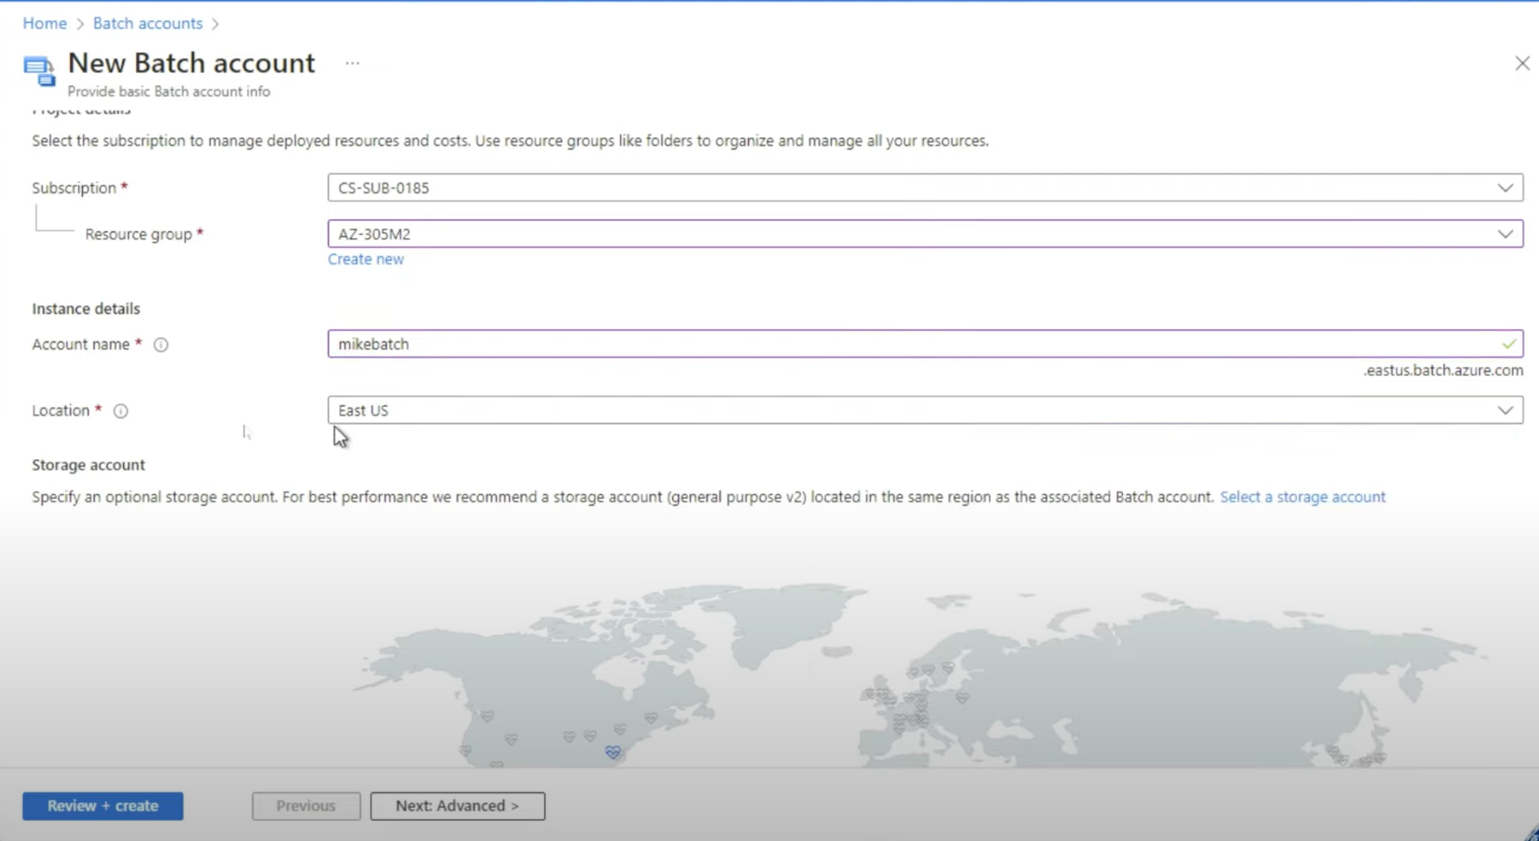 Home > Batch accounts >
New Batch account ...
Provide basic Batch account info
Project details
Select the subscription to manage deployed resources and costs. Use resource groups like folders to organize and manage all your resources.
Subscription *
CS-SUB-0185
Resource group *
AZ-305M2
Create new
Instance details
Account name *
mikebatch
.eastus.batch.azure.com
Location *
East US
Storage account
Specify an optional storage account. For best performance we recommend a storage account (general purpose v2) located in the same region as the associated Batch account. Select a storage account
Review + create
Previous
Next: Advanced >